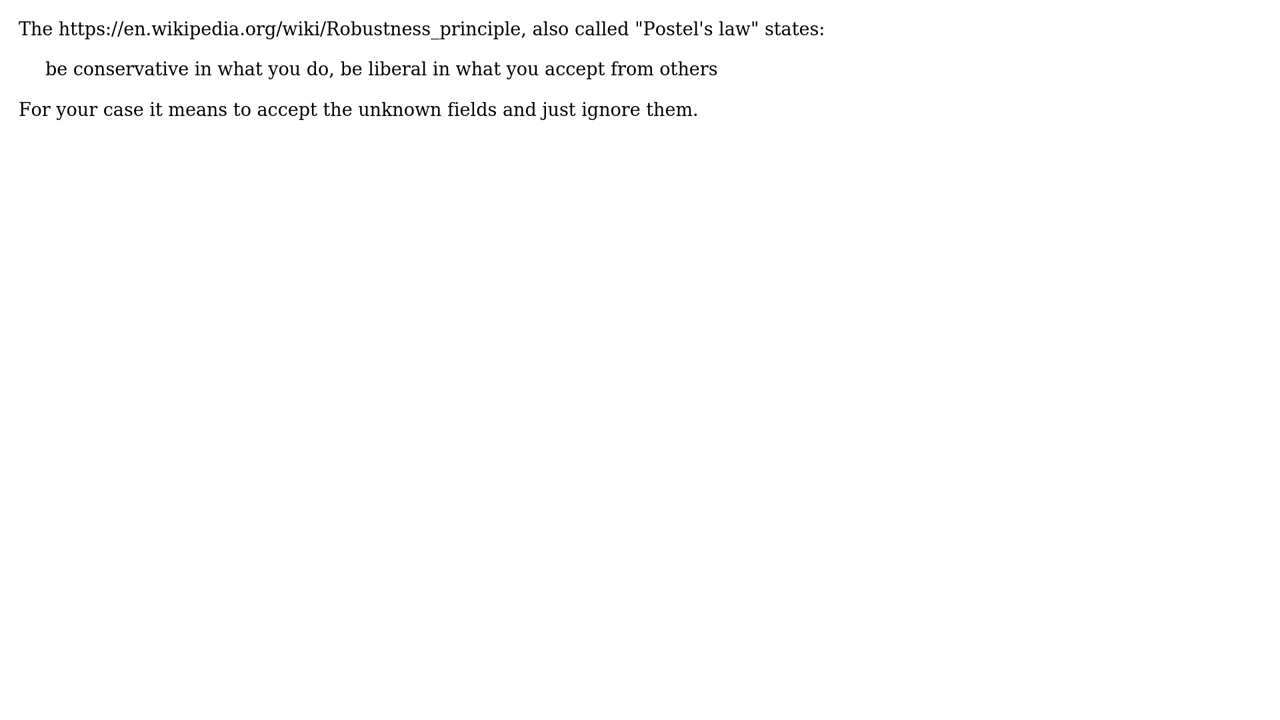 The https://en.wikipedia.org/wiki/Robustness_principle, also called "Postel's law" states:
be conservative in what you do, be liberal in what you accept from others
For your case it means to accept the unknown fields and just ignore them.